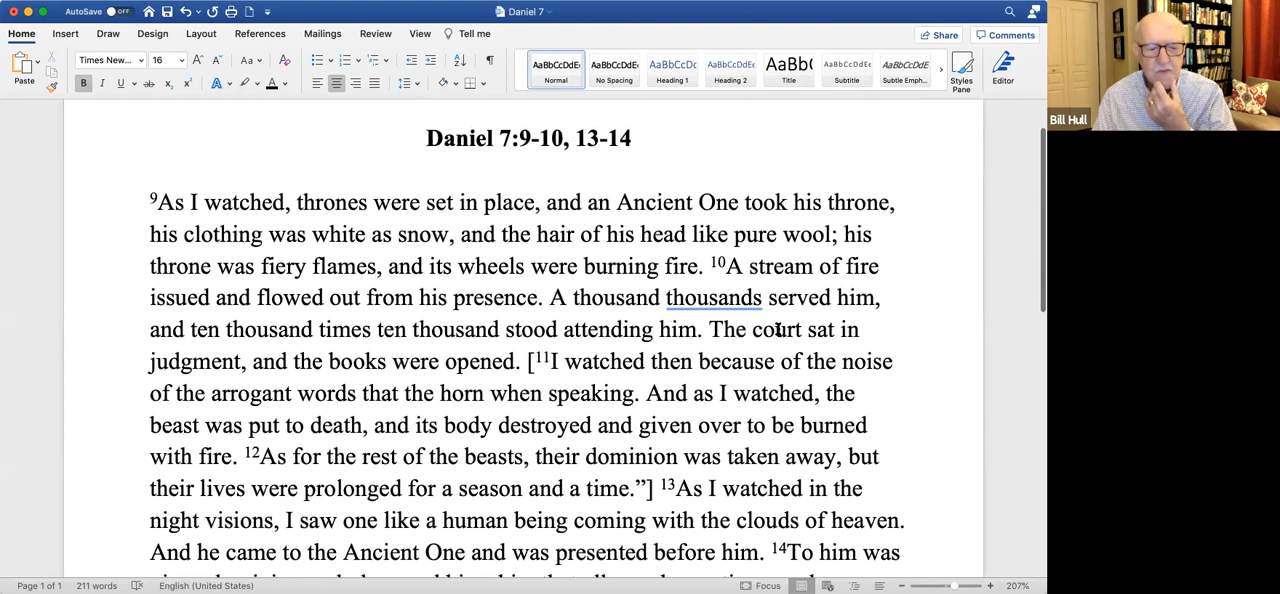 AutoSave OFF
Daniel 7
Home Insert Draw Design Layout References Mailings Review View Tell me
Share Comments
Paste
Times New... 16
AaBbCcDdE
Normal
AaBbCcDdE
No Spacing
AaBbCcDc
Heading 1
AaBbCcDdE
Heading 2
AaBb(
Title
AaBbCcDdE
Subtitle
AaBbCcDdE
Subtle Emph...
Styles
Pane
Editor
Bill Hull
Daniel 7:9-10, 13-14
9As I watched, thrones were set in place, and an Ancient One took his throne,
his clothing was white as snow, and the hair of his head like pure wool; his
throne was fiery flames, and its wheels were burning fire. 10A stream of fire
issued and flowed out from his presence. A thousand thousands served him,
and ten thousand times ten thousand stood attending him. The court sat in
judgment, and the books were opened. [11I watched then because of the noise
of the arrogant words that the horn when speaking. And as I watched, the
beast was put to death, and its body destroyed and given over to be burned
with fire. 12As for the rest of the beasts, their dominion was taken away, but
their lives were prolonged for a season and a time.”] 13As I watched in the
night visions, I saw one like a human being coming with the clouds of heaven.
And he came to the Ancient One and was presented before him. 14To him was
Page 1 of 1 211 words English (United States) Focus 207%